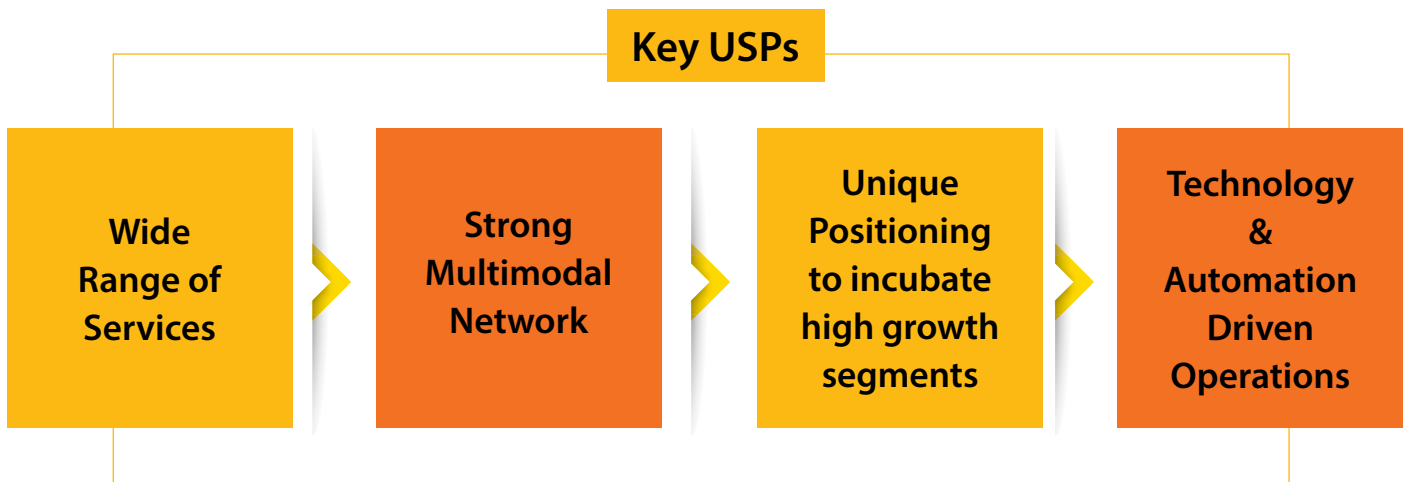 Key USPs
Wide
Range of
Services
Strong
Multimodal
Network
Unique
Positioning
to incubate
high growth
segments
Technology
&
Automation
Driven
Operations